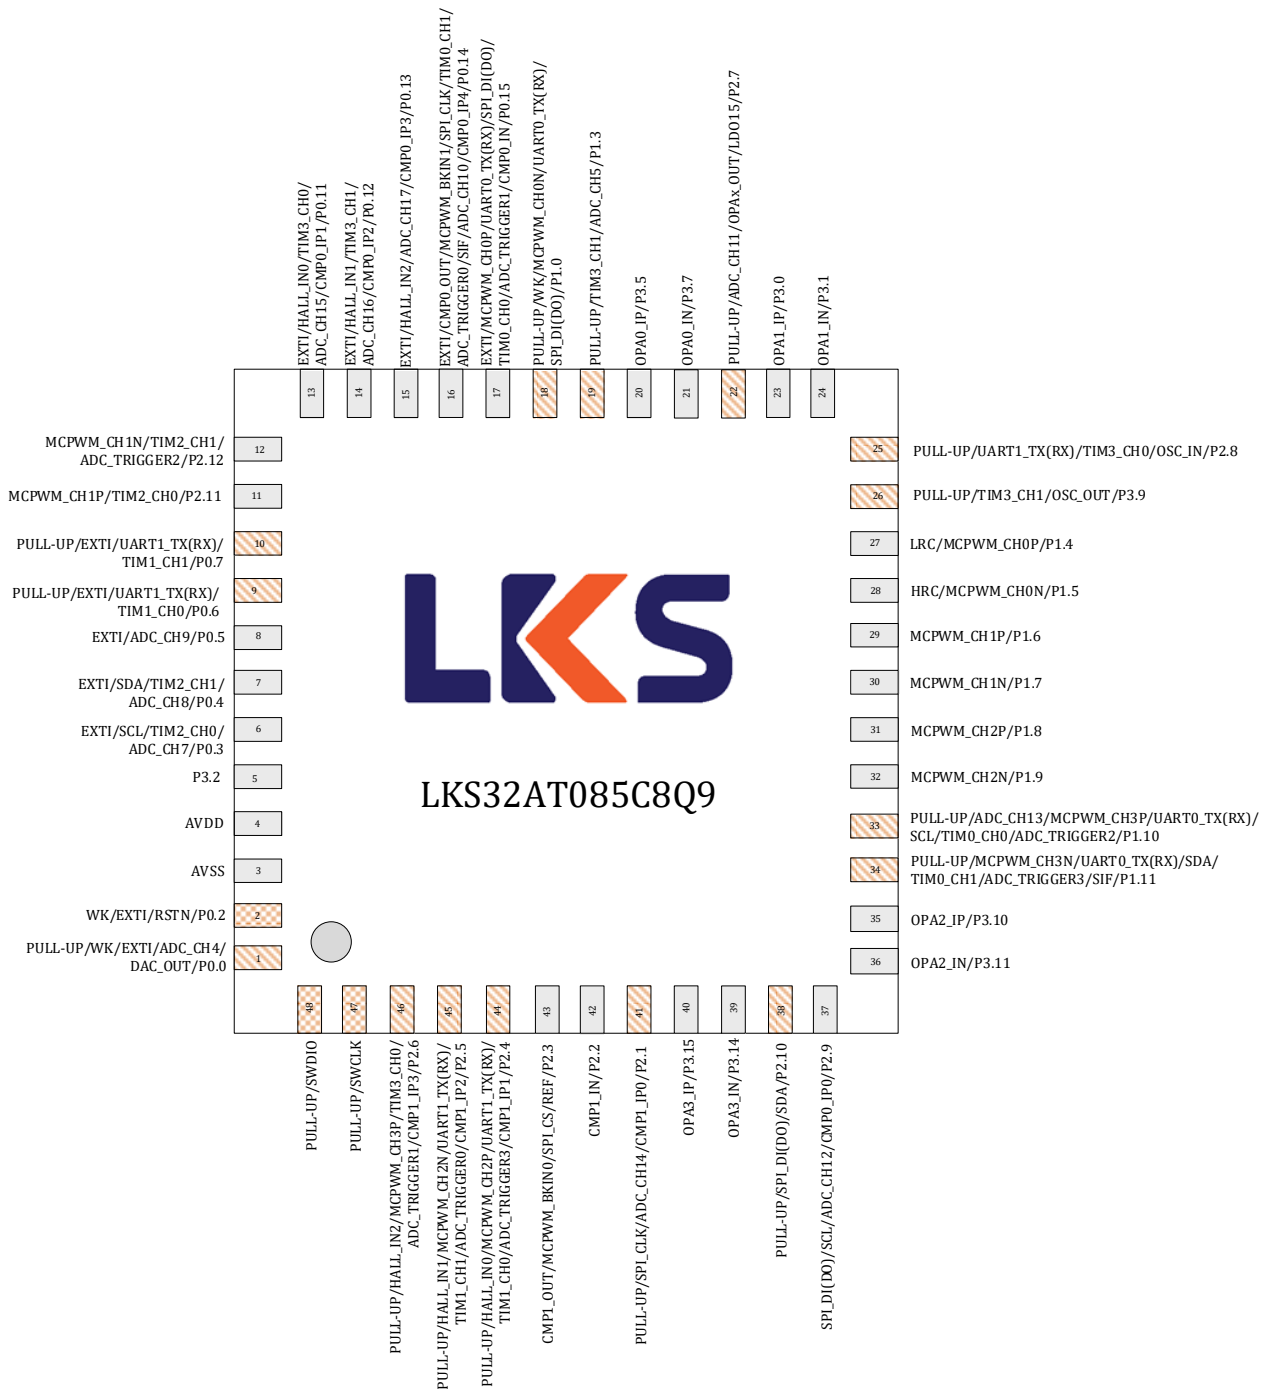 EXTI/HALL_IN0/TIM3_CH0/
ADC_CH15/CMP0_IP1/P0.11
EXTI/HALL_IN1/TIM3_CH1/
ADC_CH16/CMP0_IP2/P0.12
EXTI/HALL_IN2/ADC_CH17/CMP0_IP3/P0.13
EXTI/CMP0_OUT/MCPWM_BKIN1/SPI_CLK/TIM0_CH1/
ADC_TRIGGER0/SIF/ADC_CH10/CMP0_IP4/P0.14
EXTI/MCPWM_CH0P/UART0_TX(RX)/SPI_DI(DO)/
TIM0_CH0/ADC_TRIGGER1/CMP0_IN/P0.15
PULL-UP/WK/MCPWM_CH0N/UART0_TX(RX)/
SPI_DI(DO)/P1.0
PULL-UP/TIM3_CH1/ADC_CH5/P1.3
OPA0_IP/P3.5
OPA0_IN/P3.7
PULL-UP/ADC_CH11/OPAx_OUT/LDO15/P2.7
OPA1_IP/P3.0
OPA1_IN/P3.1
13
14
15
16
17
18
19
20
21
22
23
24
MCPWM_CH1N/TIM2_CH1/
ADC_TRIGGER2/P2.12
12
MCPWM_CH1P/TIM2_CH0/P2.11
11
PULL-UP/EXTI/UART1_TX(RX)/
TIM1_CH1/P0.7
10
PULL-UP/EXTI/UART1_TX(RX)/
TIM1_CH0/P0.6
9
EXTI/ADC_CH9/P0.5
8
EXTI/SDA/TIM2_CH1/
ADC_CH8/P0.4
7
EXTI/SCL/TIM2_CH0/
ADC_CH7/P0.3
6
P3.2
5
AVDD
4
AVSS
3
WK/EXTI/RSTN/P0.2
2
PULL-UP/WK/EXTI/ADC_CH4/
DAC_OUT/P0.0
1
LKS
LKS32AT085C8Q9
25
PULL-UP/UART1_TX(RX)/TIM3_CH0/OSC_IN/P2.8
26
PULL-UP/TIM3_CH1/OSC_OUT/P3.9
27
LRC/MCPWM_CH0P/P1.4
28
HRC/MCPWM_CH0N/P1.5
29
MCPWM_CH1P/P1.6
30
MCPWM_CH1N/P1.7
31
MCPWM_CH2P/P1.8
32
MCPWM_CH2N/P1.9
33
PULL-UP/ADC_CH13/MCPWM_CH3P/UART0_TX(RX)/
SCL/TIM0_CH0/ADC_TRIGGER2/P1.10
34
PULL-UP/MCPWM_CH3N/UART0_TX(RX)/SDA/
TIM0_CH1/ADC_TRIGGER3/SIF/P1.11
35
OPA2_IP/P3.10
36
OPA2_IN/P3.11
48
47
46
45
44
43
42
41
40
39
38
37
PULL-UP/SWDIO
PULL-UP/SWCLK
PULL-UP/HALL_IN2/MCPWM_CH3P/TIM3_CH0/
ADC_TRIGGER1/CMP1_IP3/P2.6
PULL-UP/HALL_IN1/MCPWM_CH2N/UART1_TX(RX)/
TIM1_CH1/ADC_TRIGGER0/CMP1_IP2/P2.5
PULL-UP/HALL_IN0/MCPWM_CH2P/UART1_TX(RX)/
TIM1_CH0/ADC_TRIGGER3/CMP1_IP1/P2.4
CMP1_OUT/MCPWM_BKIN0/SPI_CS/REF/P2.3
CMP1_IN/P2.2
PULL-UP/SPI_CLK/ADC_CH14/CMP1_IP0/P2.1
OPA3_IP/P3.15
OPA3_IN/P3.14
PULL-UP/SPI_DI(DO)/SDA/P2.10
SPI_DI(DO)/SCL/ADC_CH12/CMP0_IP0/P2.9